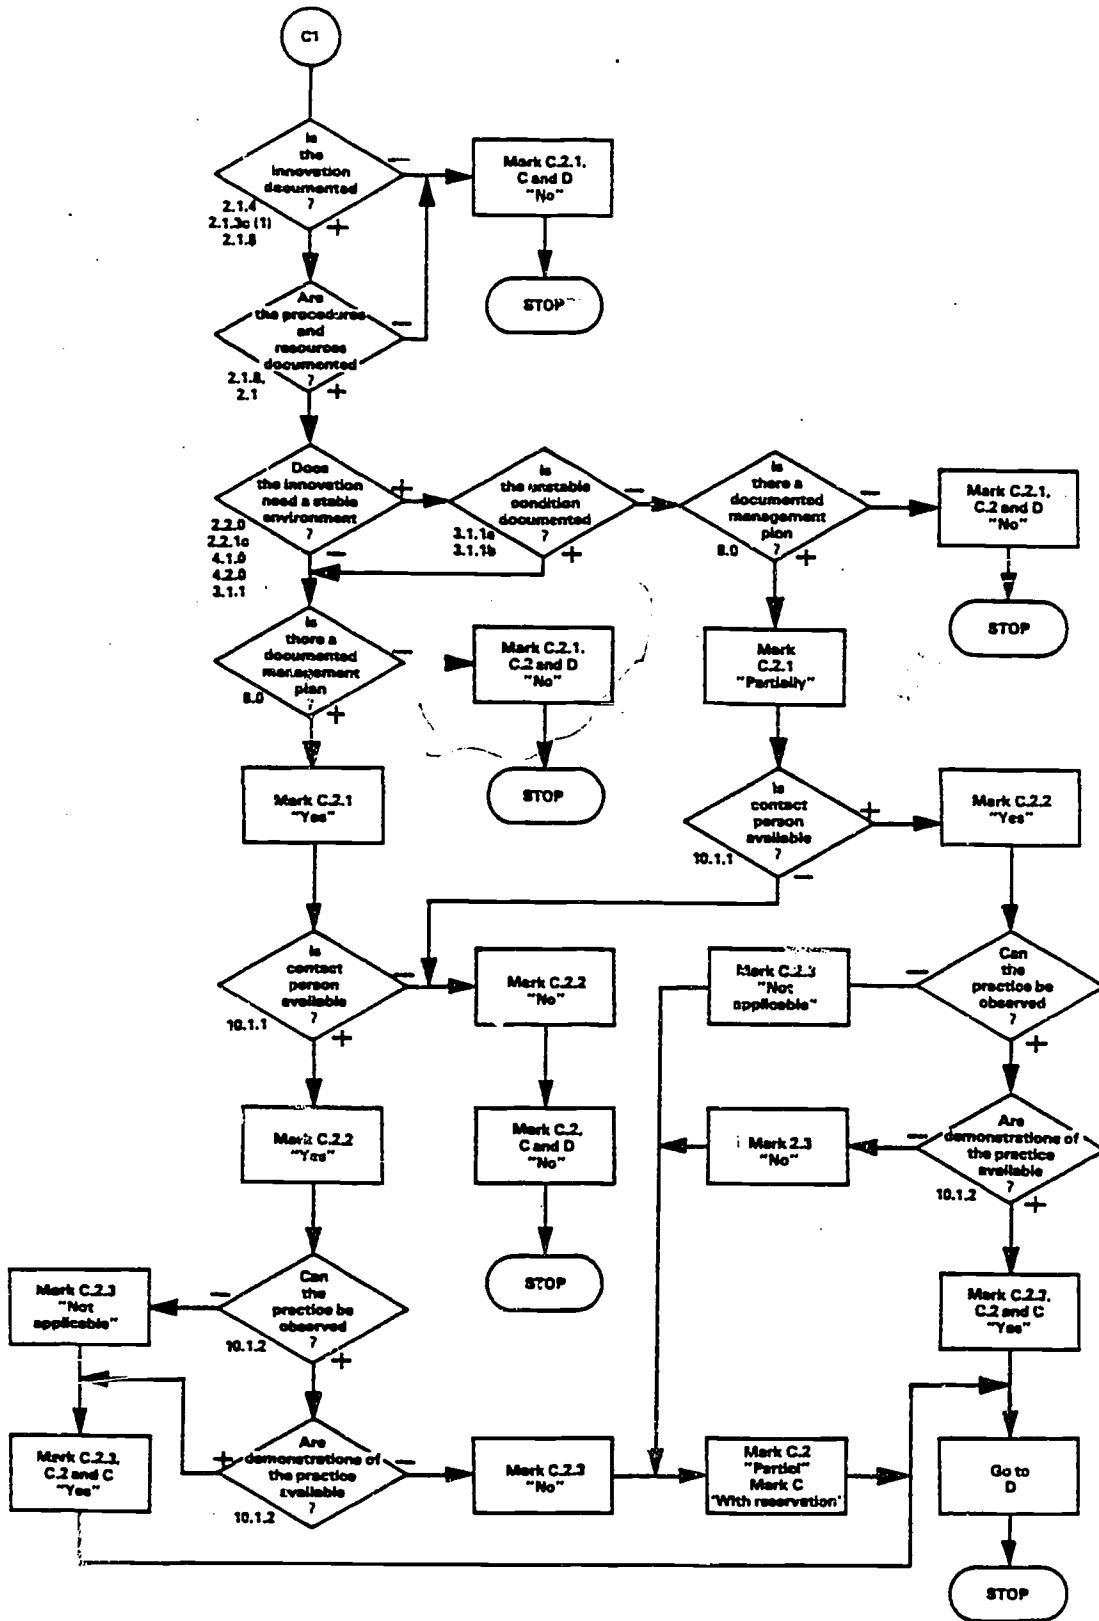 C1
Is
the
innovation
documented
?
−
2.1.4
2.1.3c (1)
2.1.8
+
Mark C.2.1,
C and D
"No"
STOP
Are
the procedures
and
resources
documented
?
−
2.1.8,
2.1
+
Does
the innovation
need a stable
environment
?
+
−
2.2.0
2.2.1c
4.1.0
4.2.0
3.1.1
Is
the unstable
condition
documented
?
−
3.1.1a
3.1.1b
+
Is
there a
documented
management
plan
?
−
8.0
+
Mark C.2.1,
C.2 and D
"No"
STOP
Is
there a
documented
management
plan
?
−
8.0
+
Mark C.2.1,
C.2 and D
"No"
STOP
Mark
C.2.1
"Partially"
Mark C.2.1
"Yes"
Is
contact
person
available
?
+
10.1.1
−
Mark C.2.2
"Yes"
Is
contact
person
available
?
−
10.1.1
+
Mark C.2.2
"No"
Mark C.2.3
"Not
applicable"
−
Can
the
practice be
observed
?
+
Mark C.2.2
"Yes"
Mark C.2,
C and D
"No"
STOP
Mark 2.3
"No"
−
Are
demonstrations of
the practice
available
?
10.1.2
+
Mark C.2.3
"Not
applicable"
−
Can
the
practice be
observed
?
10.1.2
+
Mark C.2.3,
C.2 and C
"Yes"
Mark C.2.3,
C.2 and C
"Yes"
+
Are
demonstrations of
the practice
available
?
−
10.1.2
Mark C.2.3
"No"
Mark C.2
"Partial"
Mark C
"With reservation"
Go to
D
STOP